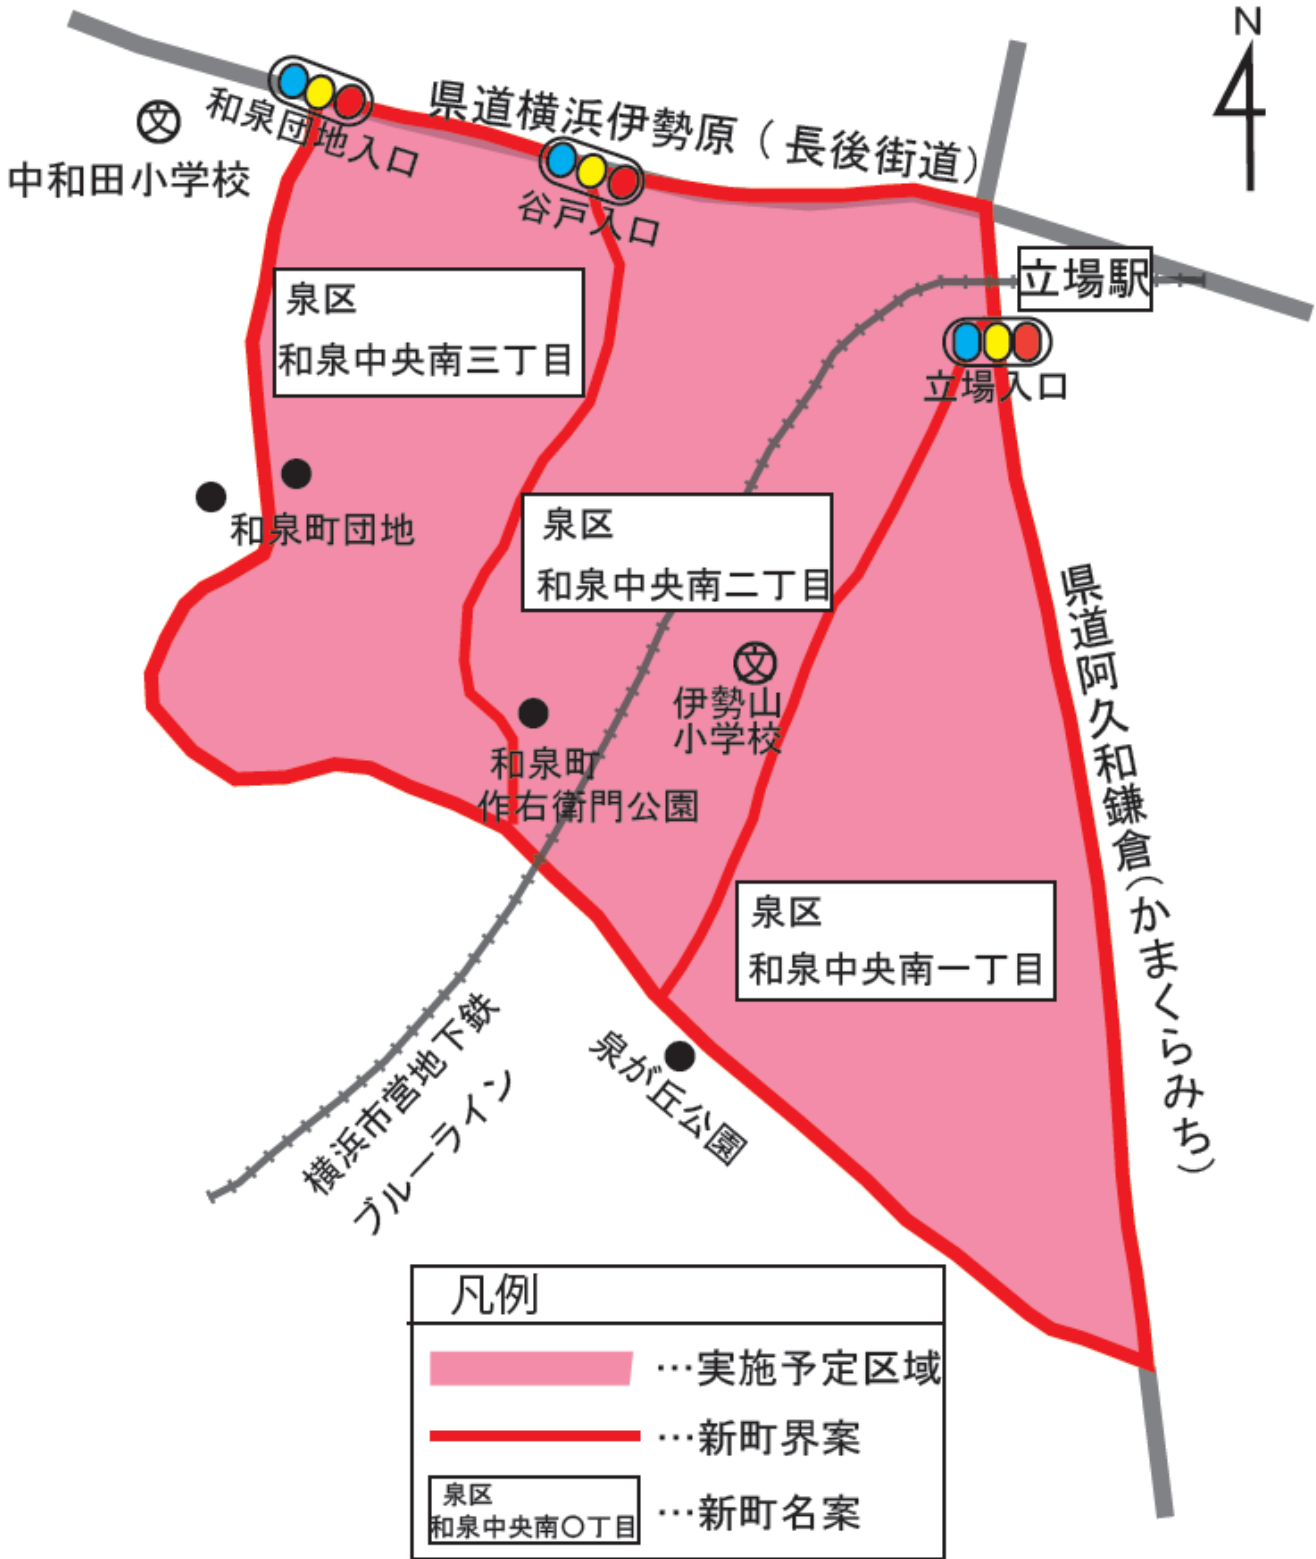 N
県道横浜伊勢原（長後街道）
和泉団地入口
文
中和田小学校
谷戸入口
立場駅
泉区
和泉中央南三丁目
立場入口
和泉町団地
泉区
和泉中央南二丁目
県道阿久和鎌倉（かまくらみち）
文
伊勢山
小学校
和泉町
作右衛門公園
泉区
和泉中央南一丁目
泉が丘公園
横浜市営地下鉄
ブルーライン
凡例
…実施予定区域
…新町界案
泉区
和泉中央南〇丁目
…新町名案